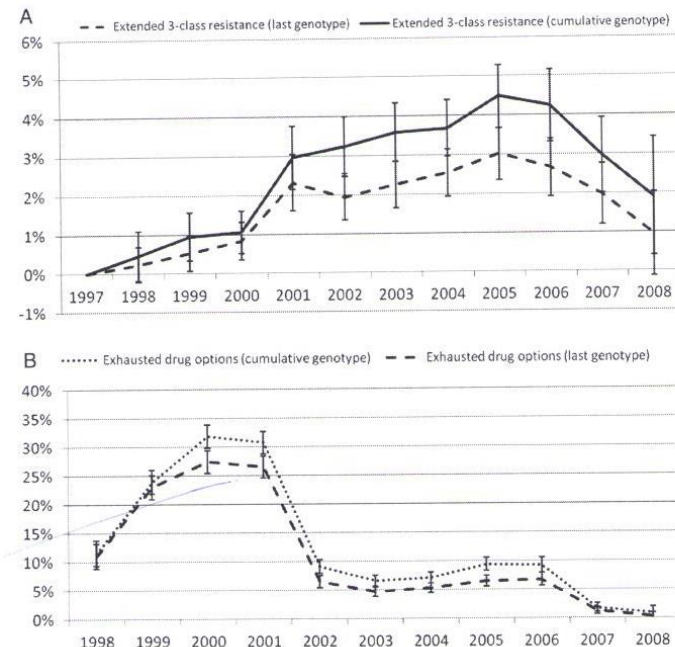 A
Extended 3-class resistance (last genotype) Extended 3-class resistance (cumulative genotype)
6%
5%
4%
3%
2%
1%
0%
-1%
1997 1998 1999 2000 2001 2002 2003 2004 2005 2006 2007 2008
B
Exhausted drug options (cumulative genotype) Exhausted drug options (last genotype)
40%
35%
30%
25%
20%
15%
10%
5%
0%
1998 1999 2000 2001 2002 2003 2004 2005 2006 2007 2008